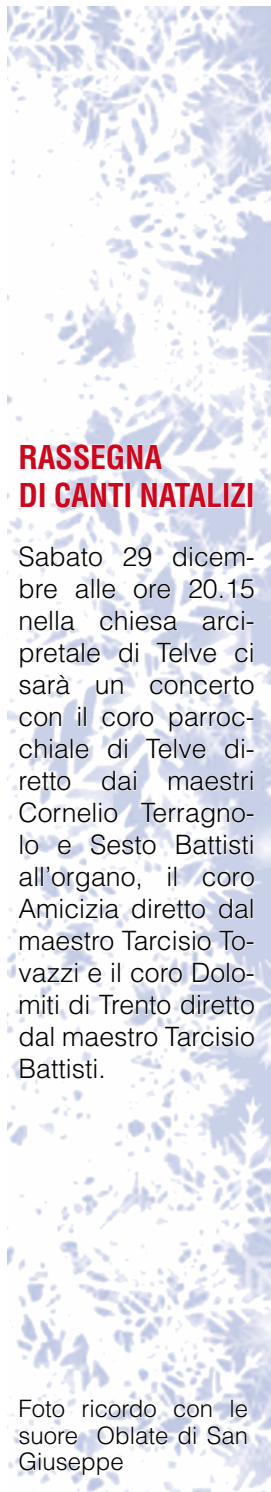 RASSEGNA
DI CANTI NATALIZI
Sabato 29 dicem-
bre alle ore 20.15
nella chiesa arci-
pretale di Telve ci
sarà un concerto
con il coro parroc-
chiale di Telve di-
retto dai maestri
Cornelio Terragno-
lo e Sesto Battisti
all'organo, il coro
Amicizia diretto dal
maestro Tarcisio To-
vazzi e il coro Dolo-
miti di Trento diretto
dal maestro Tarcisio
Battisti.
Foto ricordo con le
suore Oblate di San
Giuseppe